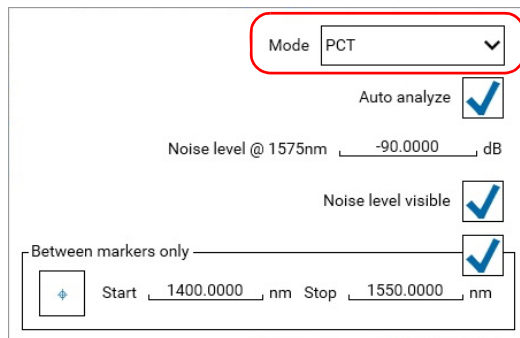 Mode PCT
Auto analyze
Noise level @ 1575nm -90.0000 dB
Noise level visible
Between markers only
Start 1400.0000 nm Stop 1550.0000 nm